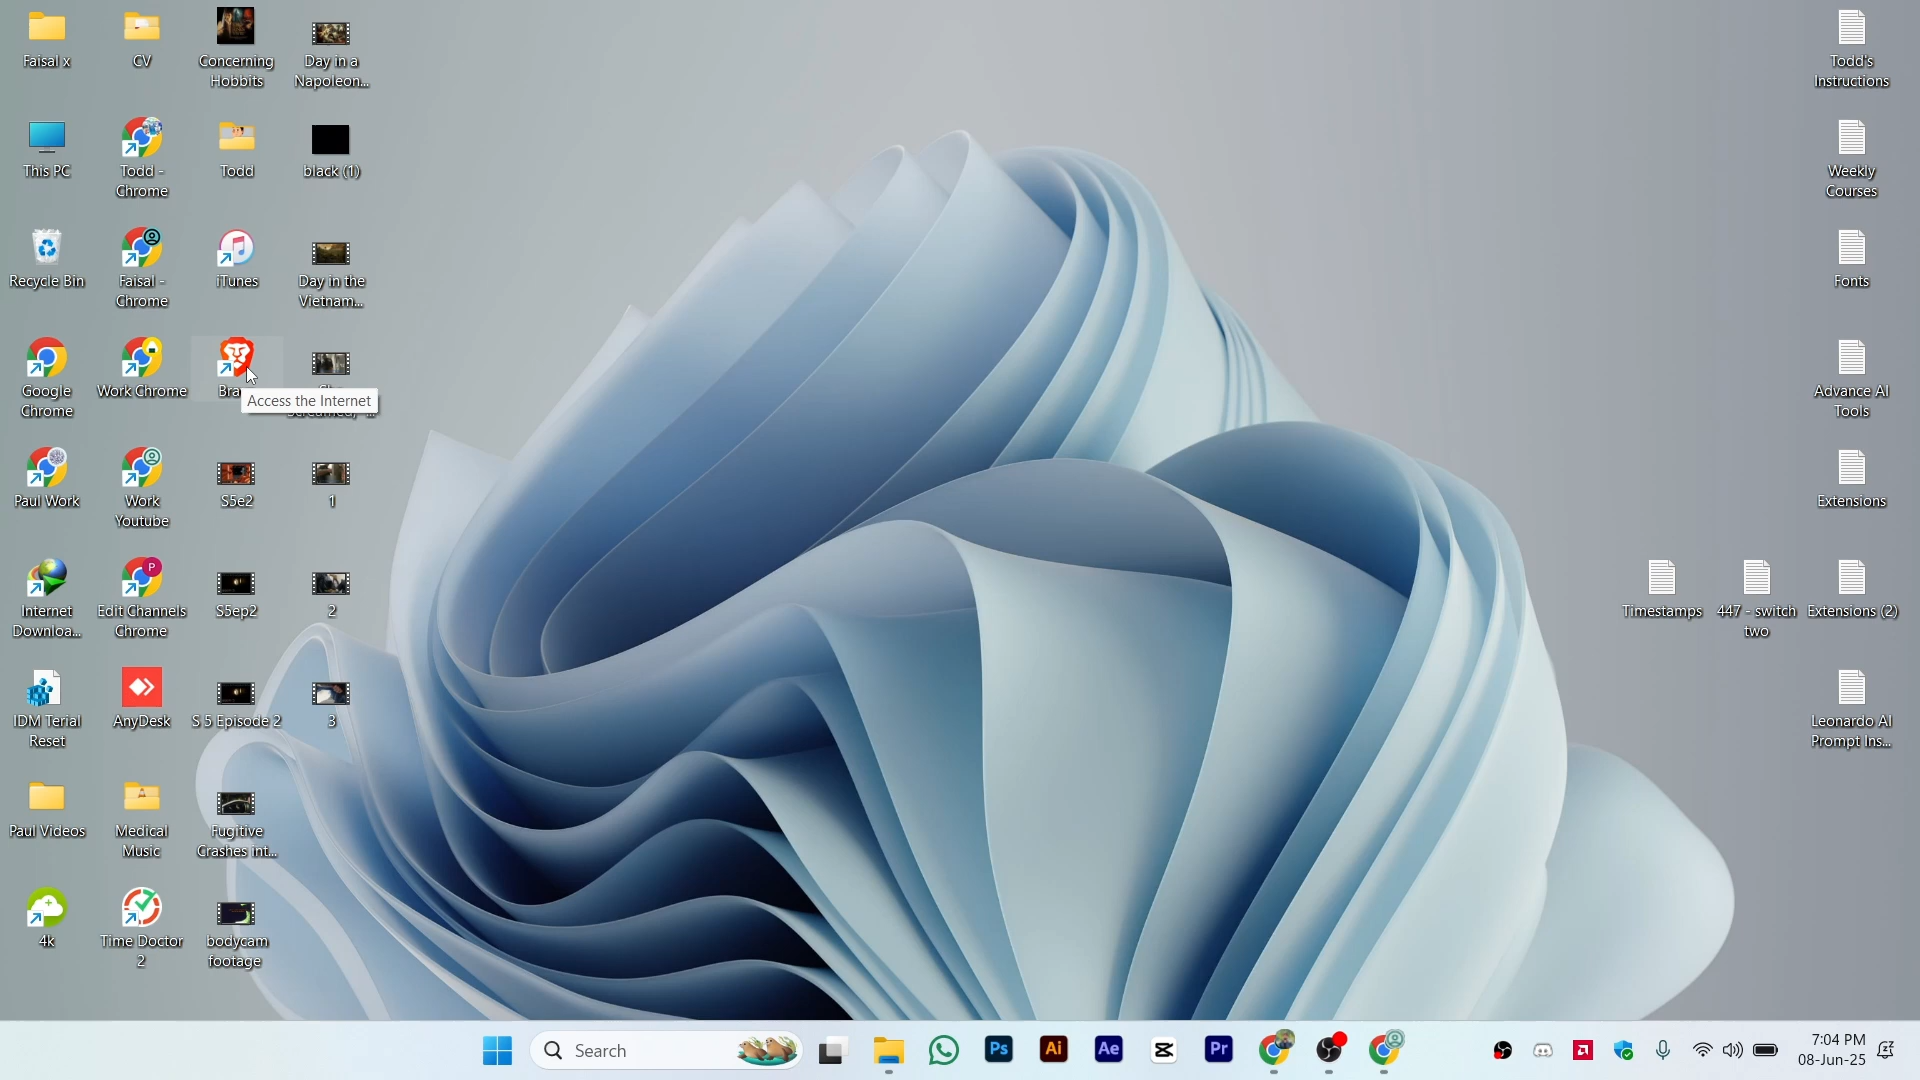 Faisal x
CV
Concerning
Hobbits
Day in a
Napoleon...
This PC
Todd -
Chrome
Todd
black (1)
Recycle Bin
Faisal -
Chrome
iTunes
Day in the
Vietnam...
Google
Chrome
Work Chrome
Bra
Access the Internet
Paul Work
Work
Youtube
S5e2
1
Internet
Downloa...
Edit Channels
Chrome
S5ep2
2
IDM Terial
Reset
AnyDesk
S 5 Episode 2
3
Paul Videos
Medical
Music
Fugitive
Crashes int...
4k
Time Doctor
2
bodycam
footage
Todd's
Instructions
Weekly
Courses
Fonts
Advance AI
Tools
Extensions
Timestamps
447 - switch
two
Extensions (2)
Leonardo AI
Prompt Ins...
P
Search
Ps
Ai
Ae
Pr
7:04 PM
08-Jun-25